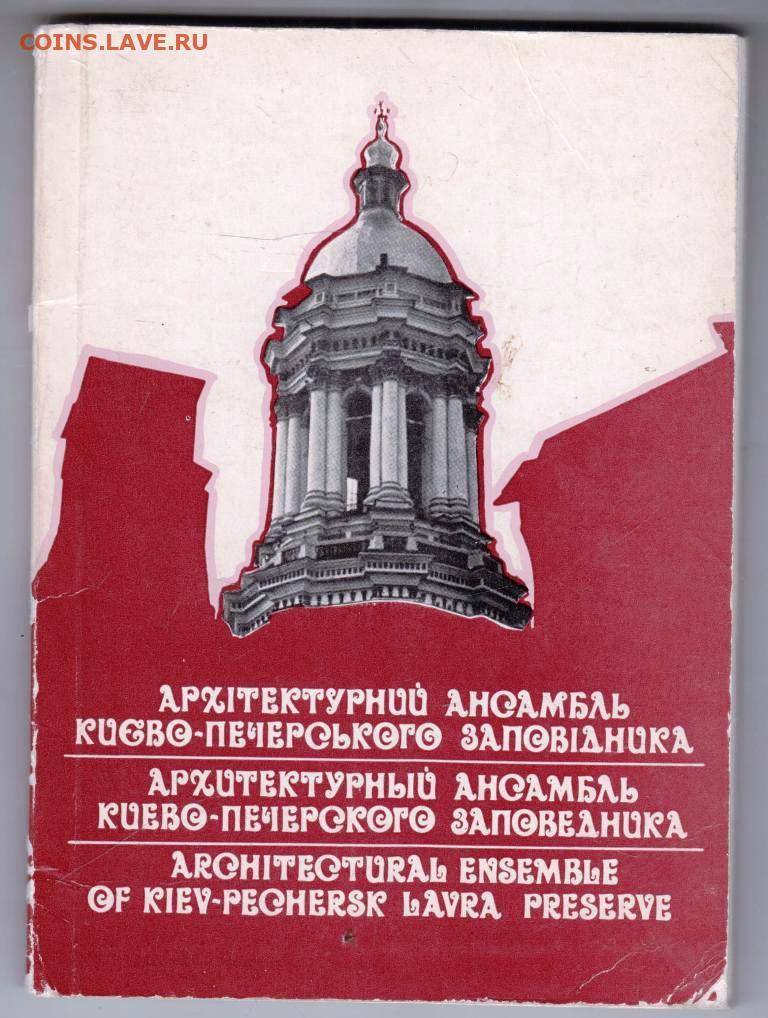 COINS.LAVE.RU
АРХІТЕКТУРНИЙ АНСАМБЛЬ
КИЄВО-ПЕЧЕРСЬКОГО ЗАПОВІДНИКА
АРХИТЕКТУРНЫЙ АНСАМБЛЬ
КИЕВО-ПЕЧЕРСКОГО ЗАПОВЕДНИКА
ARCHITECTURAL ENSEMBLE
OF KIEV-PECHERSK LAVRA PRESERVE